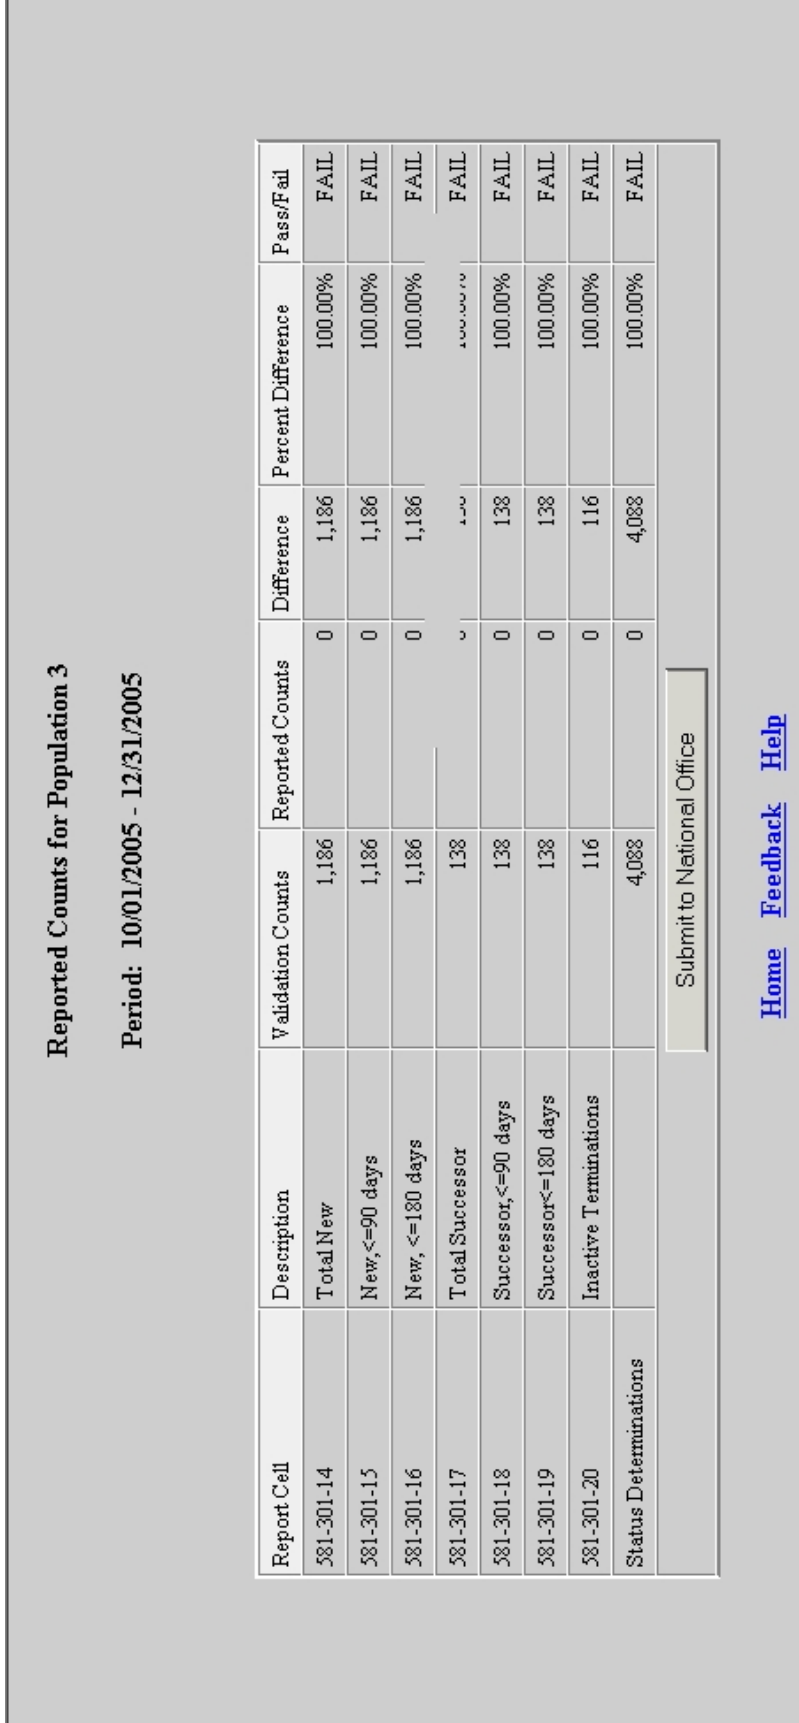 Reported Counts for Population 3
Period: 10/01/2005 - 12/31/2005
Report Cell Description Validation Counts Reported Counts Difference Percent Difference Pass/Fail
581-301-14 Total New 1,186 0 1,186 100.00% FAIL
581-301-15 New,<=90 days 1,186 0 1,186 100.00% FAIL
581-301-16 New, <=180 days 1,186 0 1,186 100.00% FAIL
581-301-17 Total Successor 138 FAIL
581-301-18 Successor,<=90 days 138 0 138 100.00% FAIL
581-301-19 Successor<=180 days 138 0 138 100.00% FAIL
581-301-20 Inactive Terminations 116 0 116 100.00% FAIL
Status Determinations 4,088 0 4,088 100.00% FAIL
Submit to National Office
Home Feedback Help